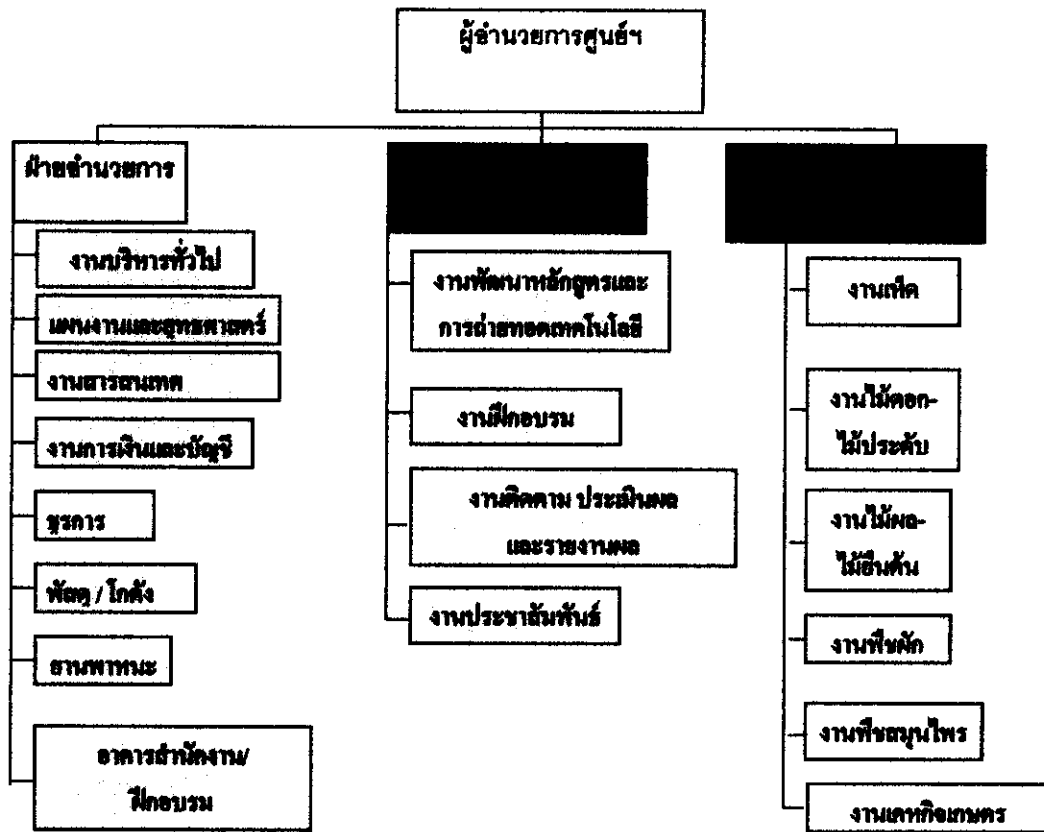 ผู้อำนวยการศูนย์ฯ
ฝ่ายอำนวยการ
งานบริหารทั่วไป
แผนงานและยุทธศาสตร์
งานสารสนเทศ
งานการเงินและบัญชี
ธุรการ
พัสดุ / โกดัง
ยานพาหนะ
อาคารสำนักงาน/
ฝึกอบรม
งานพัฒนาหลักสูตรและ
การถ่ายทอดเทคโนโลยี
งานฝึกอบรม
งานติดตาม ประเมินผล
และรายงานผล
งานประชาสัมพันธ์
งานเห็ด
งานไม้ดอก-
ไม้ประดับ
งานไม้ผล-
ไม้ยืนต้น
งานพืชผัก
งานพืชสมุนไพร
งานเคหกิจเกษตร